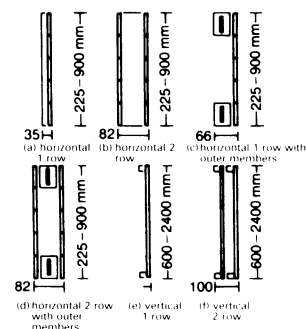 225 - 900 mm
35
(a) horizontal
1 row
225 - 900 mm
82
(b) horizontal 2
row
225 - 900 mm
66
(c) horizontal 1 row with
outer members
225 - 900 mm
82
(d) horizontal 2 row
with outer
members
600 - 2400 mm
(e) vertical
1 row
600 - 2400 mm
100
(f) vertical
2 row